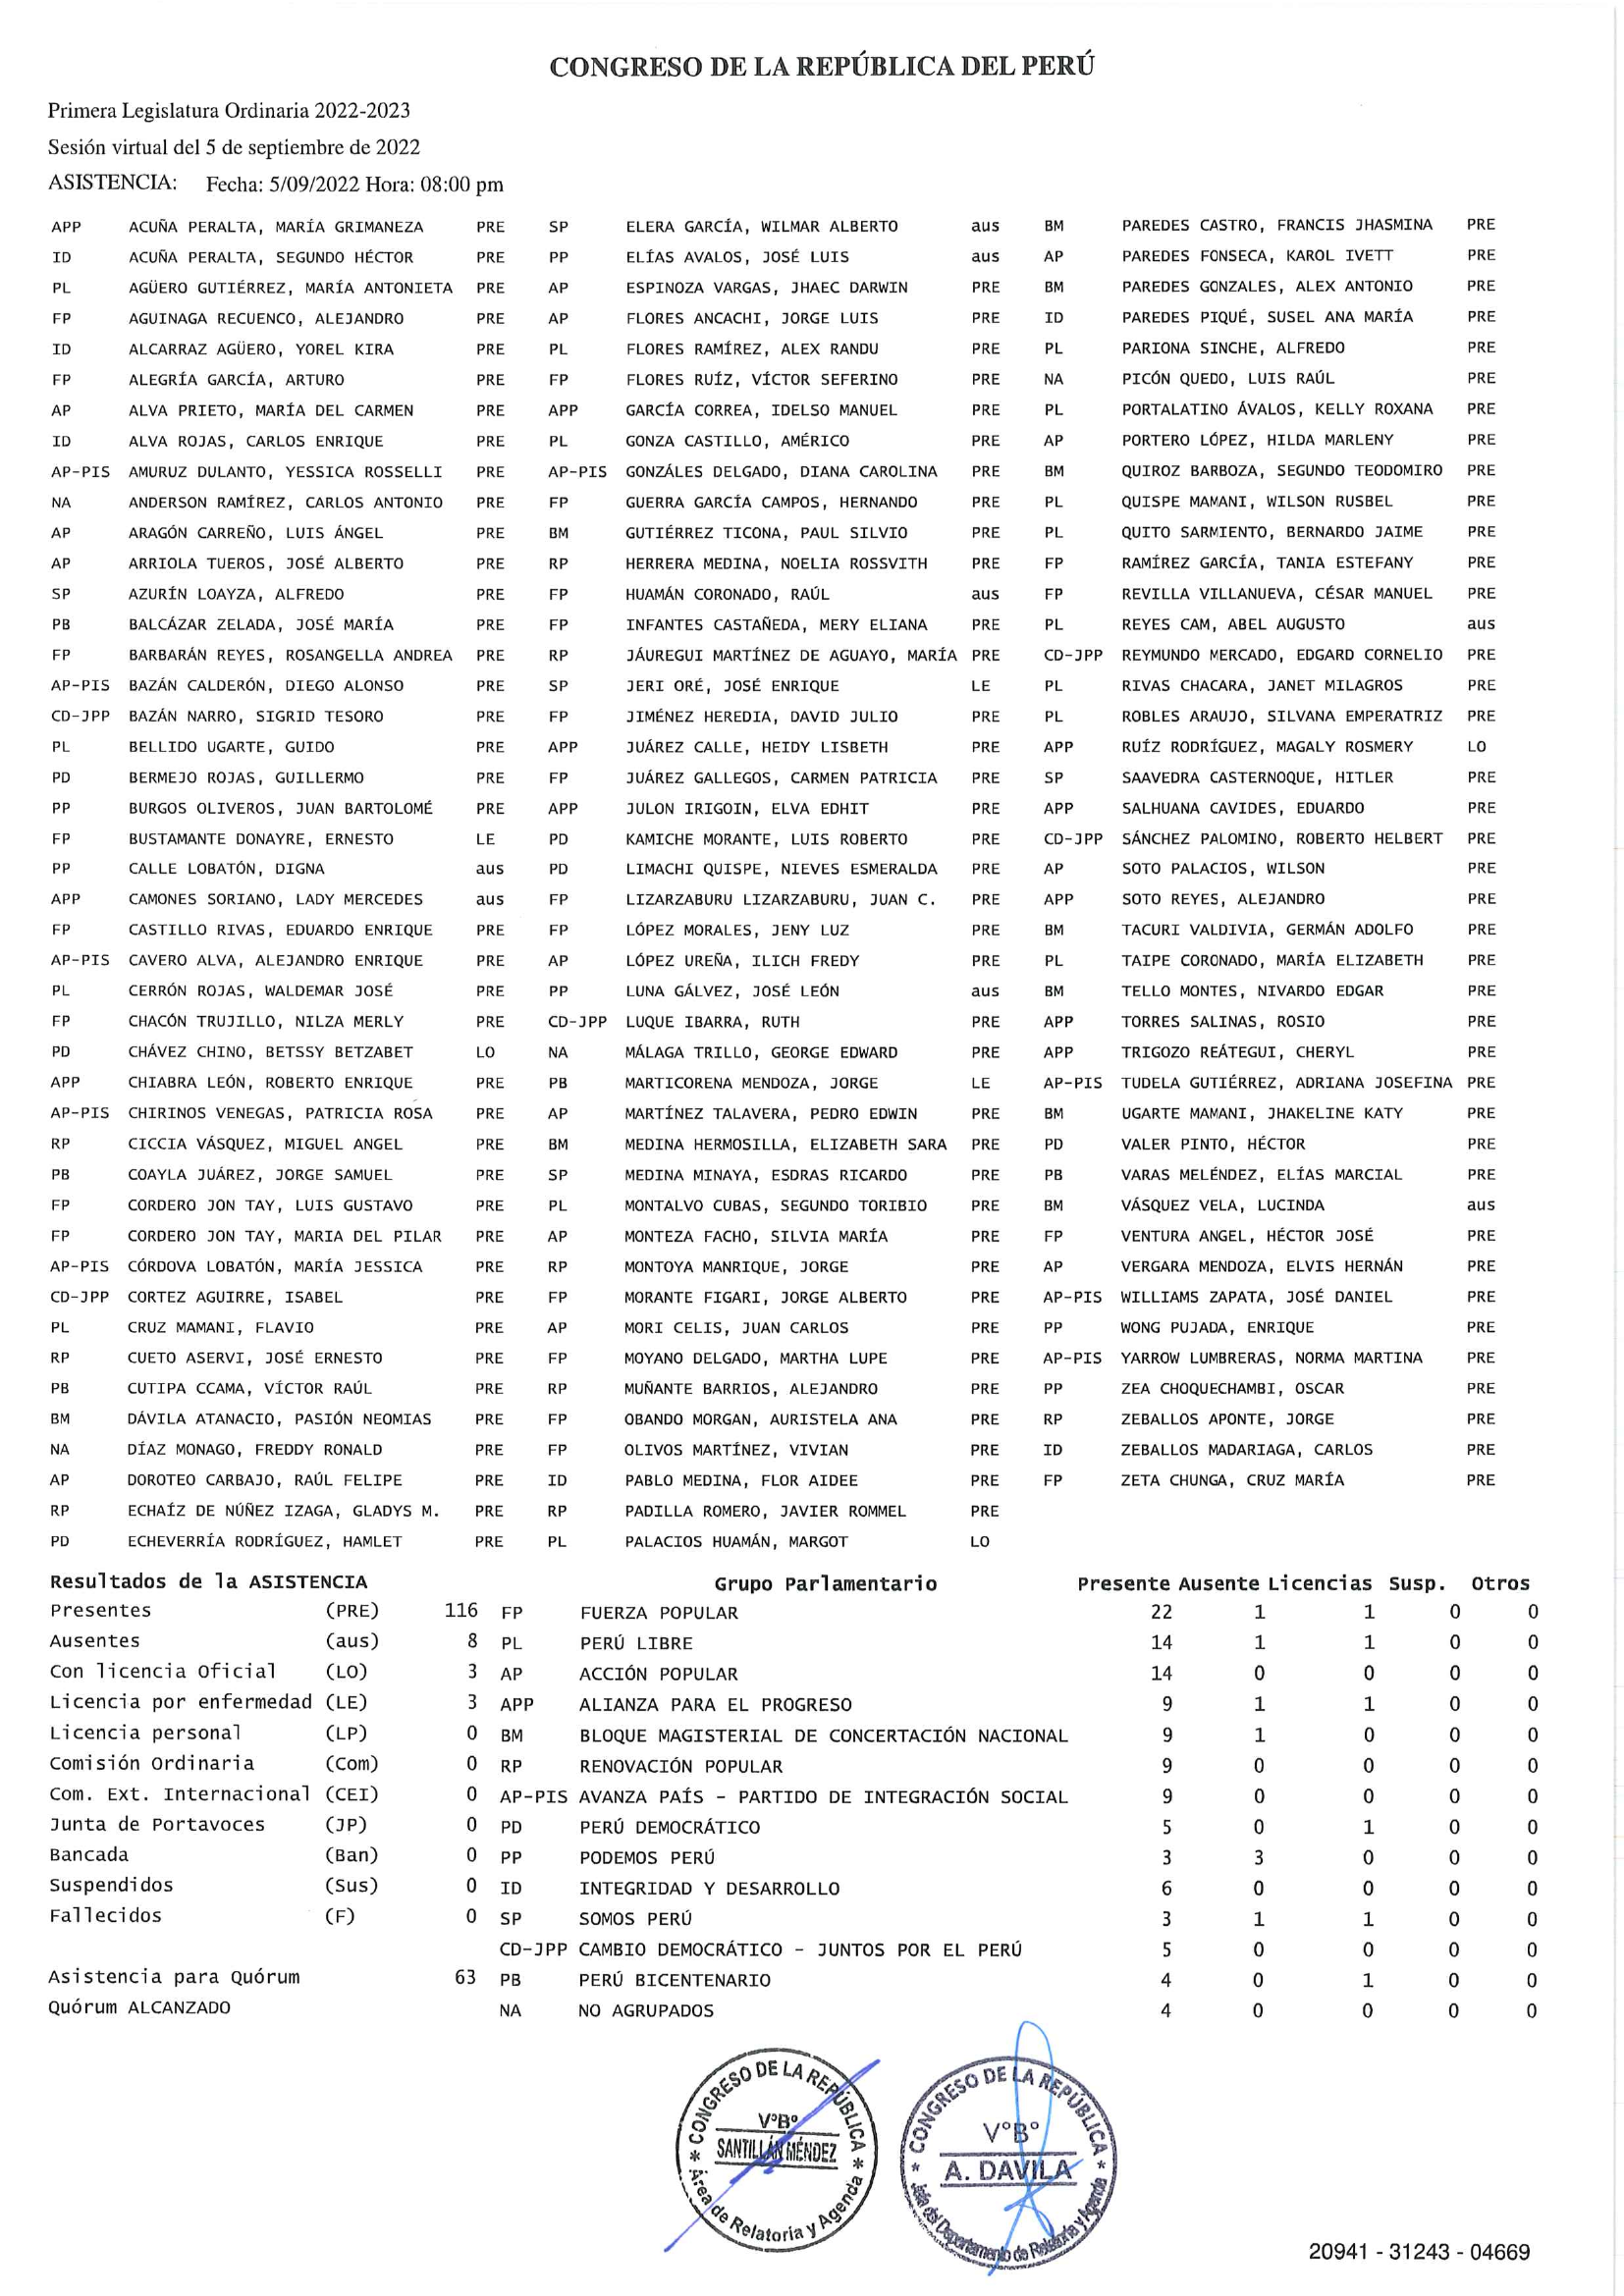 CONGRESO DE LA REPÚBLICA DEL PERÚ
Primera Legislatura Ordinaria 2022-2023
Sesión virtual del 5 de septiembre de 2022
ASISTENCIA: Fecha: 5/09/2022 Hora: 08:00 pm
APP ACUÑA PERALTA, MARÍA GRIMANEZA PRE SP ELERA GARCÍA, WILMAR ALBERTO aus BM PAREDES CASTRO, FRANCIS JHASMINA PRE
ID ACUÑA PERALTA, SEGUNDO HÉCTOR PRE PP ELÍAS AVALOS, JOSÉ LUIS aus AP PAREDES FONSECA, KAROL IVETT PRE
PL AGÜERO GUTIÉRREZ, MARÍA ANTONIETA PRE AP ESPINOZA VARGAS, JHAEC DARWIN PRE BM PAREDES GONZALES, ALEX ANTONIO PRE
FP AGUINAGA RECUENCO, ALEJANDRO PRE AP FLORES ANCACHI, JORGE LUIS PRE ID PAREDES PIQUÉ, SUSEL ANA MARÍA PRE
ID ALCARRAZ AGÜERO, YOREL KIRA PRE PL FLORES RAMÍREZ, ALEX RANDU PRE PL PARIONA SINCHE, ALFREDO PRE
FP ALEGRÍA GARCÍA, ARTURO PRE FP FLORES RUÍZ, VÍCTOR SEFERINO PRE NA PICÓN QUEDO, LUIS RAÚL PRE
AP ALVA PRIETO, MARÍA DEL CARMEN PRE APP GARCÍA CORREA, IDELSO MANUEL PRE PL PORTALATINO ÁVALOS, KELLY ROXANA PRE
ID ALVA ROJAS, CARLOS ENRIQUE PRE PL GONZA CASTILLO, AMÉRICO PRE AP PORTERO LÓPEZ, HILDA MARLENY PRE
AP-PIS AMURUZ DULANTO, YESSICA ROSSELLI PRE AP-PIS GONZÁLES DELGADO, DIANA CAROLINA PRE BM QUIROZ BARBOZA, SEGUNDO TEODOMIRO PRE
NA ANDERSON RAMÍREZ, CARLOS ANTONIO PRE FP GUERRA GARCÍA CAMPOS, HERNANDO PRE PL QUISPE MAMANI, WILSON RUSBEL PRE
AP ARAGÓN CARREÑO, LUIS ÁNGEL PRE BM GUTIÉRREZ TICONA, PAUL SILVIO PRE PL QUITO SARMIENTO, BERNARDO JAIME PRE
AP ARRIOLA TUEROS, JOSÉ ALBERTO PRE RP HERRERA MEDINA, NOELIA ROSSVITH PRE FP RAMÍREZ GARCÍA, TANIA ESTEFANY PRE
SP AZURÍN LOAYZA, ALFREDO PRE FP HUAMÁN CORONADO, RAÚL aus FP REVILLA VILLANUEVA, CÉSAR MANUEL PRE
PB BALCÁZAR ZELADA, JOSÉ MARÍA PRE FP INFANTES CASTAÑEDA, MERY ELIANA PRE PL REYES CAM, ABEL AUGUSTO aus
FP BARBARÁN REYES, ROSANGELLA ANDREA PRE RP JÁUREGUI MARTÍNEZ DE AGUAYO, MARÍA PRE CD-JPP REYMUNDO MERCADO, EDGARD CORNELIO PRE
AP-PIS BAZÁN CALDERÓN, DIEGO ALONSO PRE SP JERI ORÉ, JOSÉ ENRIQUE LE PL RIVAS CHACARA, JANET MILAGROS PRE
CD-JPP BAZÁN NARRO, SIGRID TESORO PRE FP JIMÉNEZ HEREDIA, DAVID JULIO PRE PL ROBLES ARAUJO, SILVANA EMPERATRIZ PRE
PL BELLIDO UGARTE, GUIDO PRE APP JUÁREZ CALLE, HEIDY LISBETH PRE APP RUÍZ RODRÍGUEZ, MAGALY ROSMERY LO
PD BERMEJO ROJAS, GUILLERMO PRE FP JUÁREZ GALLEGOS, CARMEN PATRICIA PRE SP SAAVEDRA CASTERNOQUE, HITLER PRE
PP BURGOS OLIVEROS, JUAN BARTOLOMÉ PRE APP JULON IRIGOIN, ELVA EDHIT PRE APP SALHUANA CAVIDES, EDUARDO PRE
FP BUSTAMANTE DONAYRE, ERNESTO LE PD KAMICHE MORANTE, LUIS ROBERTO PRE CD-JPP SÁNCHEZ PALOMINO, ROBERTO HELBERT PRE
PP CALLE LOBATÓN, DIGNA aus PD LIMACHI QUISPE, NIEVES ESMERALDA PRE AP SOTO PALACIOS, WILSON PRE
APP CAMONES SORIANO, LADY MERCEDES aus FP LIZARZABURU LIZARZABURU, JUAN C. PRE APP SOTO REYES, ALEJANDRO PRE
FP CASTILLO RIVAS, EDUARDO ENRIQUE PRE FP LÓPEZ MORALES, JENY LUZ PRE BM TACURI VALDIVIA, GERMÁN ADOLFO PRE
AP-PIS CAVERO ALVA, ALEJANDRO ENRIQUE PRE AP LÓPEZ UREÑA, ILICH FREDY PRE PL TAIPE CORONADO, MARÍA ELIZABETH PRE
PL CERRÓN ROJAS, WALDEMAR JOSÉ PRE PP LUNA GÁLVEZ, JOSÉ LEÓN aus BM TELLO MONTES, NIVARDO EDGAR PRE
FP CHACÓN TRUJILLO, NILZA MERLY PRE CD-JPP LUQUE IBARRA, RUTH PRE APP TORRES SALINAS, ROSIO PRE
PD CHÁVEZ CHINO, BETSSY BETZABET LO NA MÁLAGA TRILLO, GEORGE EDWARD PRE APP TRIGOZO REÁTEGUI, CHERYL PRE
APP CHIABRA LEÓN, ROBERTO ENRIQUE PRE PB MARTICORENA MENDOZA, JORGE LE AP-PIS TUDELA GUTIÉRREZ, ADRIANA JOSEFINA PRE
AP-PIS CHIRINOS VENEGAS, PATRICIA ROSA PRE AP MARTÍNEZ TALAVERA, PEDRO EDWIN PRE BM UGARTE MAMANI, JHAKELINE KATY PRE
RP CICCIA VÁSQUEZ, MIGUEL ANGEL PRE BM MEDINA HERMOSILLA, ELIZABETH SARA PRE PD VALER PINTO, HÉCTOR PRE
PB COAYLA JUÁREZ, JORGE SAMUEL PRE SP MEDINA MINAYA, ESDRAS RICARDO PRE PB VARAS MELÉNDEZ, ELÍAS MARCIAL PRE
FP CORDERO JON TAY, LUIS GUSTAVO PRE PL MONTALVO CUBAS, SEGUNDO TORIBIO PRE BM VÁSQUEZ VELA, LUCINDA aus
FP CORDERO JON TAY, MARIA DEL PILAR PRE AP MONTEZA FACHO, SILVIA MARÍA PRE FP VENTURA ANGEL, HÉCTOR JOSÉ PRE
AP-PIS CÓRDOVA LOBATÓN, MARÍA JESSICA PRE RP MONTOYA MANRIQUE, JORGE PRE AP VERGARA MENDOZA, ELVIS HERNÁN PRE
CD-JPP CORTEZ AGUIRRE, ISABEL PRE FP MORANTE FIGARI, JORGE ALBERTO PRE AP-PIS WILLIAMS ZAPATA, JOSÉ DANIEL PRE
PL CRUZ MAMANI, FLAVIO PRE AP MORI CELIS, JUAN CARLOS PRE PP WONG PUJADA, ENRIQUE PRE
RP CUETO ASERVI, JOSÉ ERNESTO PRE FP MOYANO DELGADO, MARTHA LUPE PRE AP-PIS YARROW LUMBRERAS, NORMA MARTINA PRE
PB CUTIPA CCAMA, VÍCTOR RAÚL PRE RP MUÑANTE BARRIOS, ALEJANDRO PRE PP ZEA CHOQUECHAMBI, OSCAR PRE
BM DÁVILA ATANACIO, PASIÓN NEOMIAS PRE FP OBANDO MORGAN, AURISTELA ANA PRE RP ZEBALLOS APONTE, JORGE PRE
NA DÍAZ MONAGO, FREDDY RONALD PRE FP OLIVOS MARTÍNEZ, VIVIAN PRE ID ZEBALLOS MADARIAGA, CARLOS PRE
AP DOROTEO CARBAJO, RAÚL FELIPE PRE ID PABLO MEDINA, FLOR AIDEE PRE FP ZETA CHUNGA, CRUZ MARÍA PRE
RP ECHAÍZ DE NÚÑEZ IZAGA, GLADYS M. PRE RP PADILLA ROMERO, JAVIER ROMMEL PRE
PD ECHEVERRÍA RODRÍGUEZ, HAMLET PRE PL PALACIOS HUAMÁN, MARGOT LO
Resultados de la ASISTENCIA Grupo Parlamentario Presente Ausente Licencias Susp. Otros
Presentes (PRE) 116 FP FUERZA POPULAR 22 1 1 0 0
Ausentes (aus) 8 PL PERÚ LIBRE 14 1 1 0 0
Con licencia Oficial (LO) 3 AP ACCIÓN POPULAR 14 0 0 0 0
Licencia por enfermedad (LE) 3 APP ALIANZA PARA EL PROGRESO 9 1 1 0 0
Licencia personal (LP) 0 BM BLOQUE MAGISTERIAL DE CONCERTACIÓN NACIONAL 9 1 0 0 0
Comisión Ordinaria (Com) 0 RP RENOVACIÓN POPULAR 9 0 0 0 0
Com. Ext. Internacional (CEI) 0 AP-PIS AVANZA PAÍS - PARTIDO DE INTEGRACIÓN SOCIAL 9 0 0 0 0
Junta de Portavoces (JP) 0 PD PERÚ DEMOCRÁTICO 5 0 1 0 0
Bancada (Ban) 0 PP PODEMOS PERÚ 3 3 0 0 0
Suspendidos (Sus) 0 ID INTEGRIDAD Y DESARROLLO 6 0 0 0 0
Fallecidos (F) 0 SP SOMOS PERÚ 3 1 1 0 0
CD-JPP CAMBIO DEMOCRÁTICO - JUNTOS POR EL PERÚ 5 0 0 0 0
Asistencia para Quórum 63 PB PERÚ BICENTENARIO 4 0 1 0 0
Quórum ALCANZADO NA NO AGRUPADOS 4 0 0 0 0
* CONGRESO DE LA REPÚBLICA *
V°B°
SANTILLÁN MÉNDEZ
Área de Relatoría y Agenda
* CONGRESO DE LA REPÚBLICA *
V°B°
A. DAVILA
Jefa del Departamento de Relatoría y Agenda
20941 - 31243 - 04669